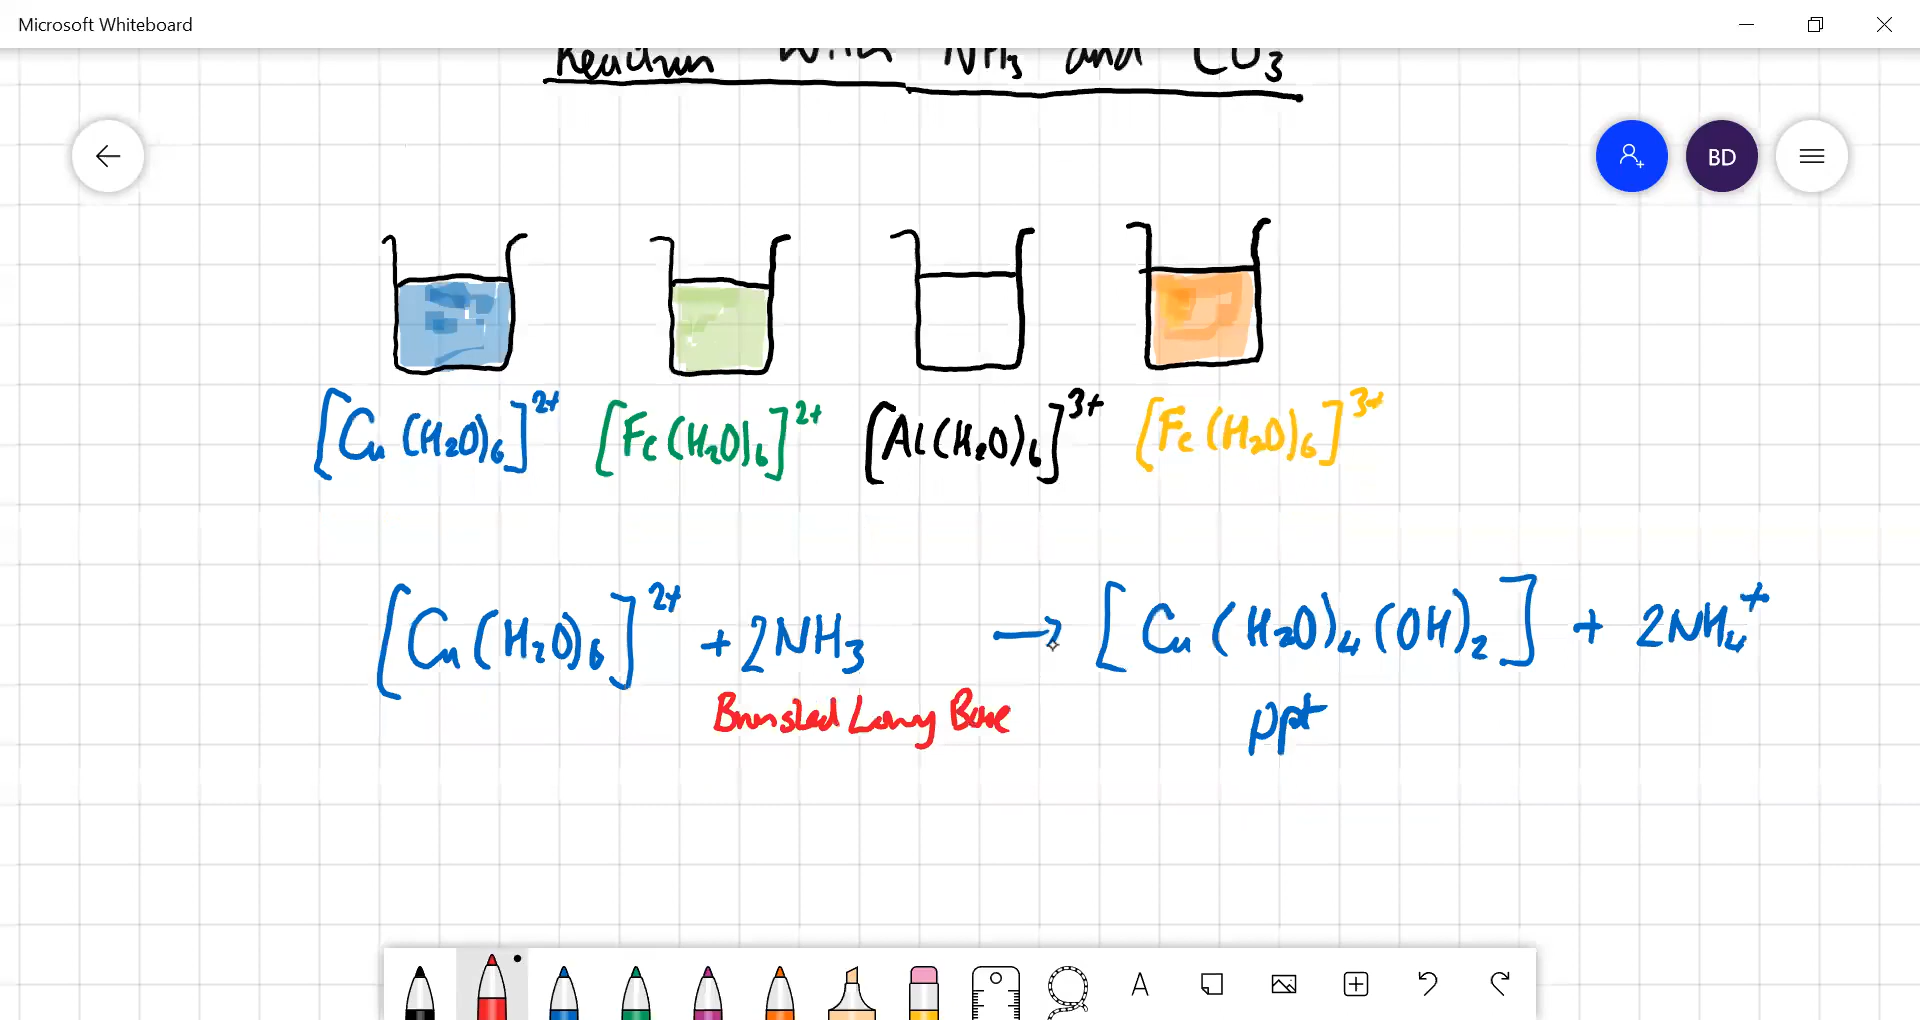 Microsoft Whiteboard
Reaction with NH₃ and CO₃
BD
[Cu(H₂O)₆]²⁺ [Fe(H₂O)₆]²⁺ [Al(H₂O)₆]³⁺ [Fe(H₂O)₆]³⁺
[Cu(H₂O)₆]²⁺ + 2NH₃ → [Cu(H₂O)₄(OH)₂] + 2NH₄⁺
Bronsted Lowry Base
ppt
A